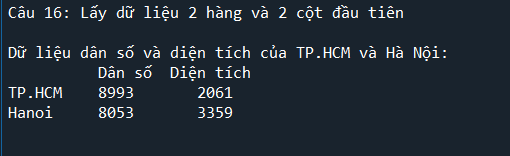 Câu 16: Lấy dữ liệu 2 hàng và 2 cột đầu tiên
Dữ liệu dân số và diện tích của TP.HCM và Hà Nội:
Dân số Diện tích
TP.HCM 8993 2061
Hanoi 8053 3359